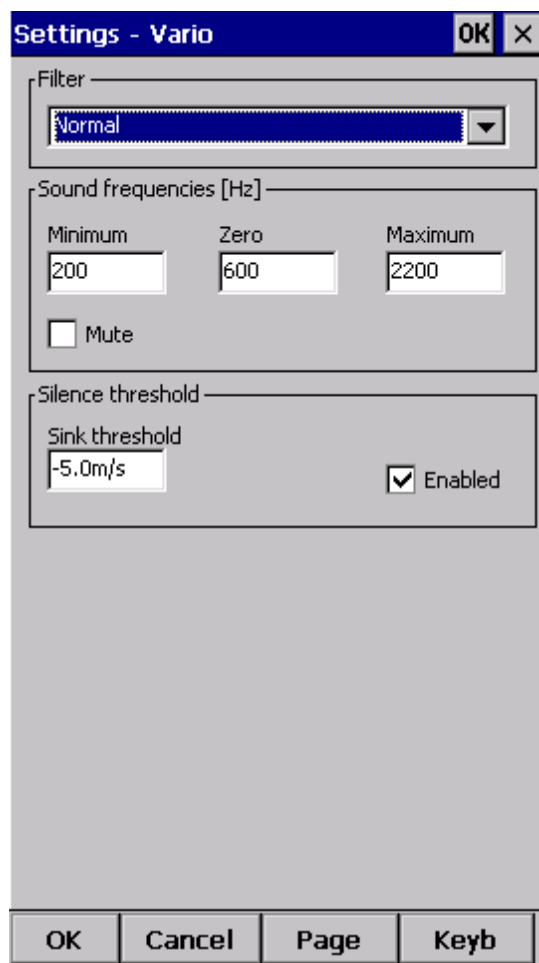 Settings - Vario OK ×
Filter
Normal
Sound frequencies [Hz]
Minimum Zero Maximum
200 600 2200
Mute
Silence threshold
Sink threshold
-5.0m/s Enabled
OK Cancel Page Keyb